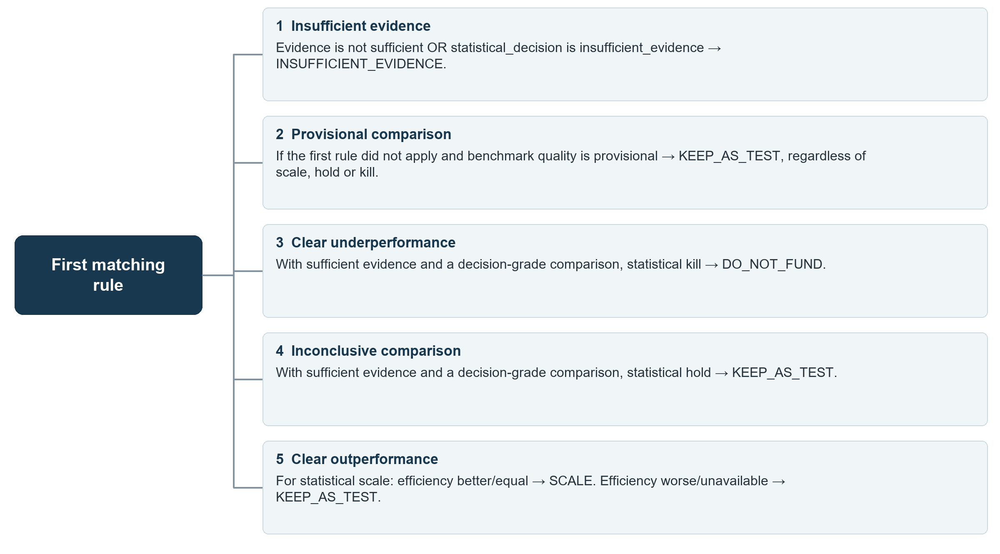 First matching
rule
1 Insufficient evidence
Evidence is not sufficient OR statistical_decision is insufficient_evidence →
INSUFFICIENT_EVIDENCE.
2 Provisional comparison
If the first rule did not apply and benchmark quality is provisional → KEEP_AS_TEST, regardless of
scale, hold or kill.
3 Clear underperformance
With sufficient evidence and a decision-grade comparison, statistical kill → DO_NOT_FUND.
4 Inconclusive comparison
With sufficient evidence and a decision-grade comparison, statistical hold → KEEP_AS_TEST.
5 Clear outperformance
For statistical scale: efficiency better/equal → SCALE. Efficiency worse/unavailable →
KEEP_AS_TEST.